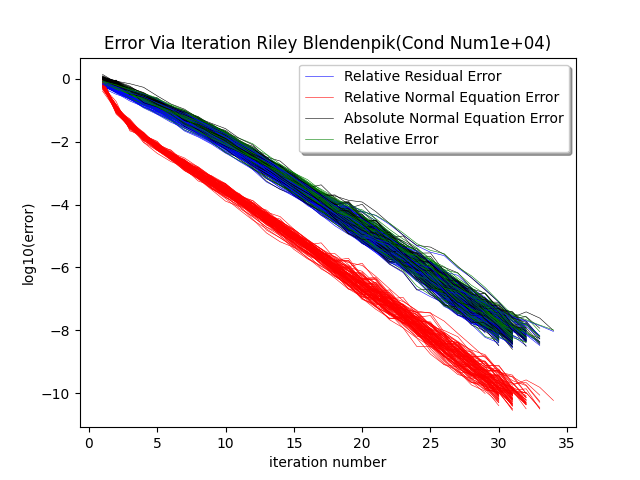 Error Via Iteration Riley Blendenpik(Cond Num1e+04)
Relative Residual Error
Relative Normal Equation Error
Absolute Normal Equation Error
Relative Error
log10(error)
0
−2
−4
−6
−8
−10
0 5 10 15 20 25 30 35
iteration number